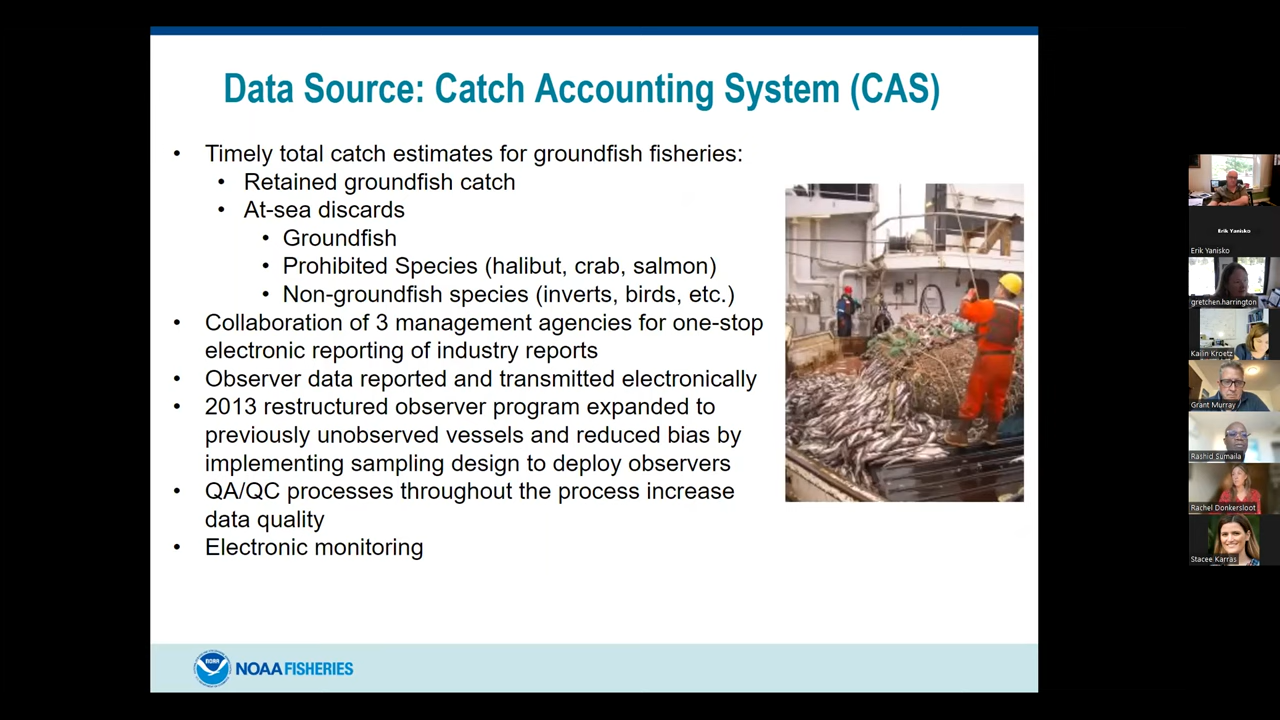 Data Source: Catch Accounting System (CAS)
• Timely total catch estimates for groundfish fisheries:
• Retained groundfish catch
• At-sea discards
• Groundfish
• Prohibited Species (halibut, crab, salmon)
• Non-groundfish species (inverts, birds, etc.)
• Collaboration of 3 management agencies for one-stop
electronic reporting of industry reports
• Observer data reported and transmitted electronically
• 2013 restructured observer program expanded to
previously unobserved vessels and reduced bias by
implementing sampling design to deploy observers
• QA/QC processes throughout the process increase
data quality
• Electronic monitoring
NOAA
NOAA FISHERIES
Erik Yanisko
Erik Yanisko
gretchen.harrington
Kailin Kroetz
Grant Murray
Rashid Sumaila
Rachel Donkersloot
Stacee Karras